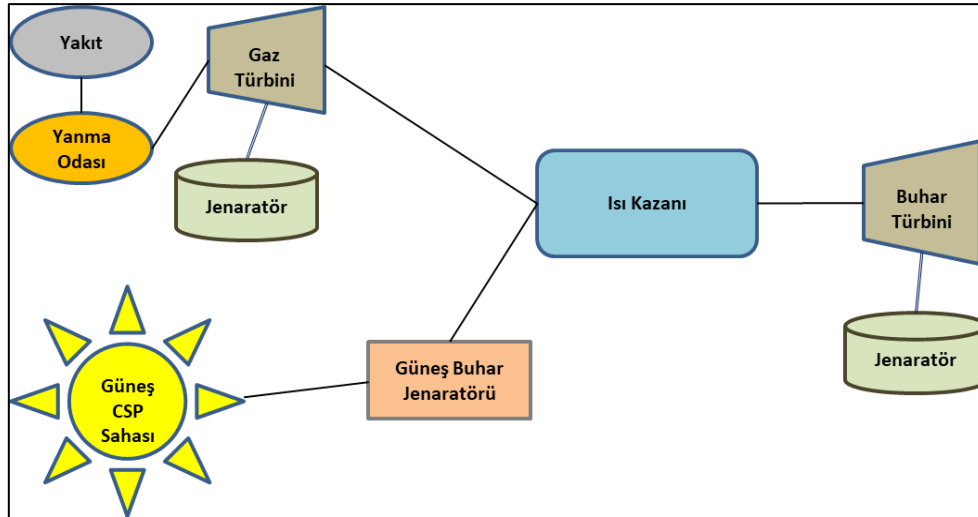 Yakıt
Yanma
Odası
Gaz
Türbini
Jenaratör
Isı Kazanı
Buhar
Türbini
Jenaratör
Güneş
CSP
Sahası
Güneş Buhar
Jenaratörü